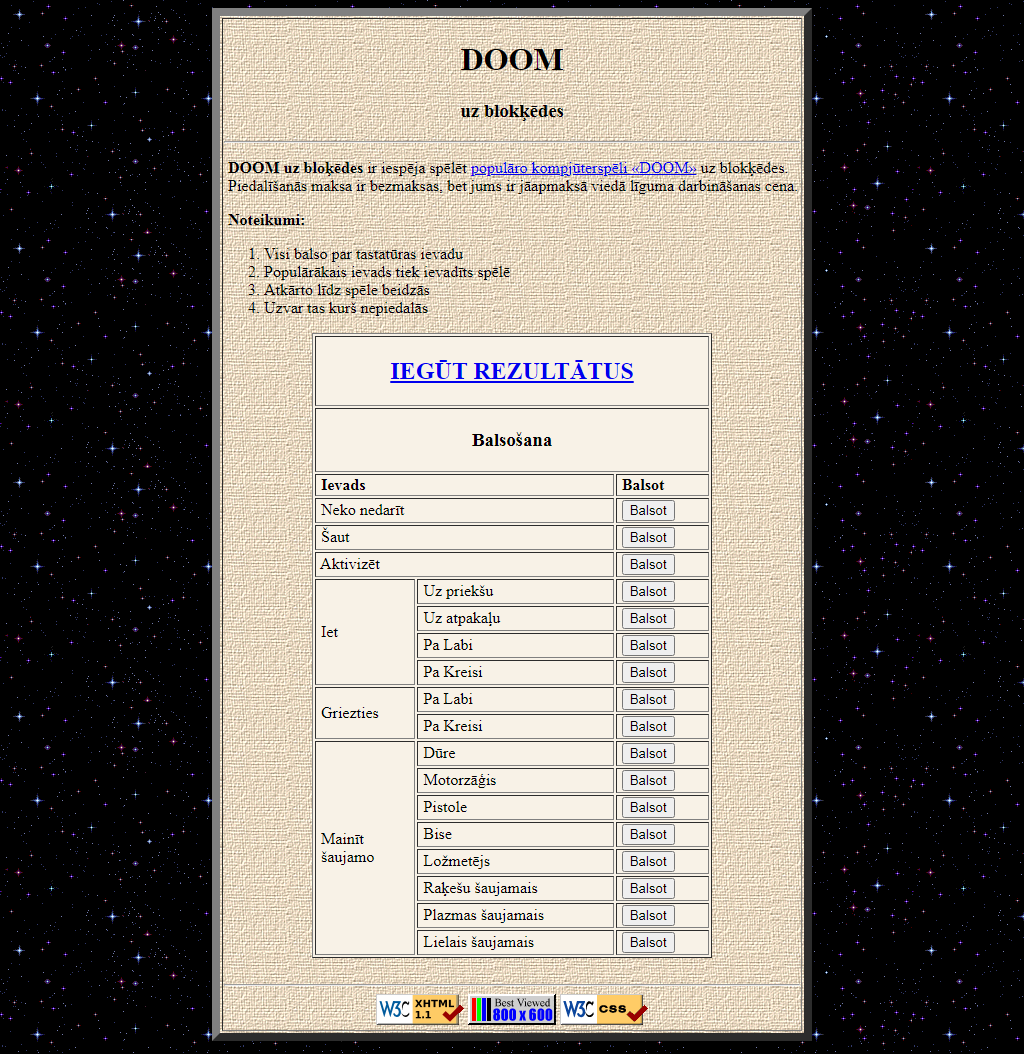 DOOM
uz blokķēdes
DOOM uz bloķēdes ir iespēja spēlēt populāro kompjūterspēli «DOOM» uz blokķēdes.
Piedalīšanās maksa ir bezmaksas, bet jums ir jāapmaksā viedā līguma darbināšanas cena.
Noteikumi:
1. Visi balso par tastatūras ievadu
2. Populārākais ievads tiek ievadīts spēlē
3. Atkārto līdz spēle beidzās
4. Uzvar tas kurš nepiedalās
IEGŪT REZULTĀTUS
Balsošana
Ievads Balsot
Neko nedarīt Balsot
Šaut Balsot
Aktivizēt Balsot
Iet
Uz priekšu Balsot
Uz atpakaļu Balsot
Pa Labi Balsot
Pa Kreisi Balsot
Griezties
Pa Labi Balsot
Pa Kreisi Balsot
Mainīt
šaujamo
Dūre Balsot
Motorzāģis Balsot
Pistole Balsot
Bise Balsot
Ložmetējs Balsot
Raķešu šaujamais Balsot
Plazmas šaujamais Balsot
Lielais šaujamais Balsot
W3C XHTML 1.1
Best Viewed
800 x 600
W3C css